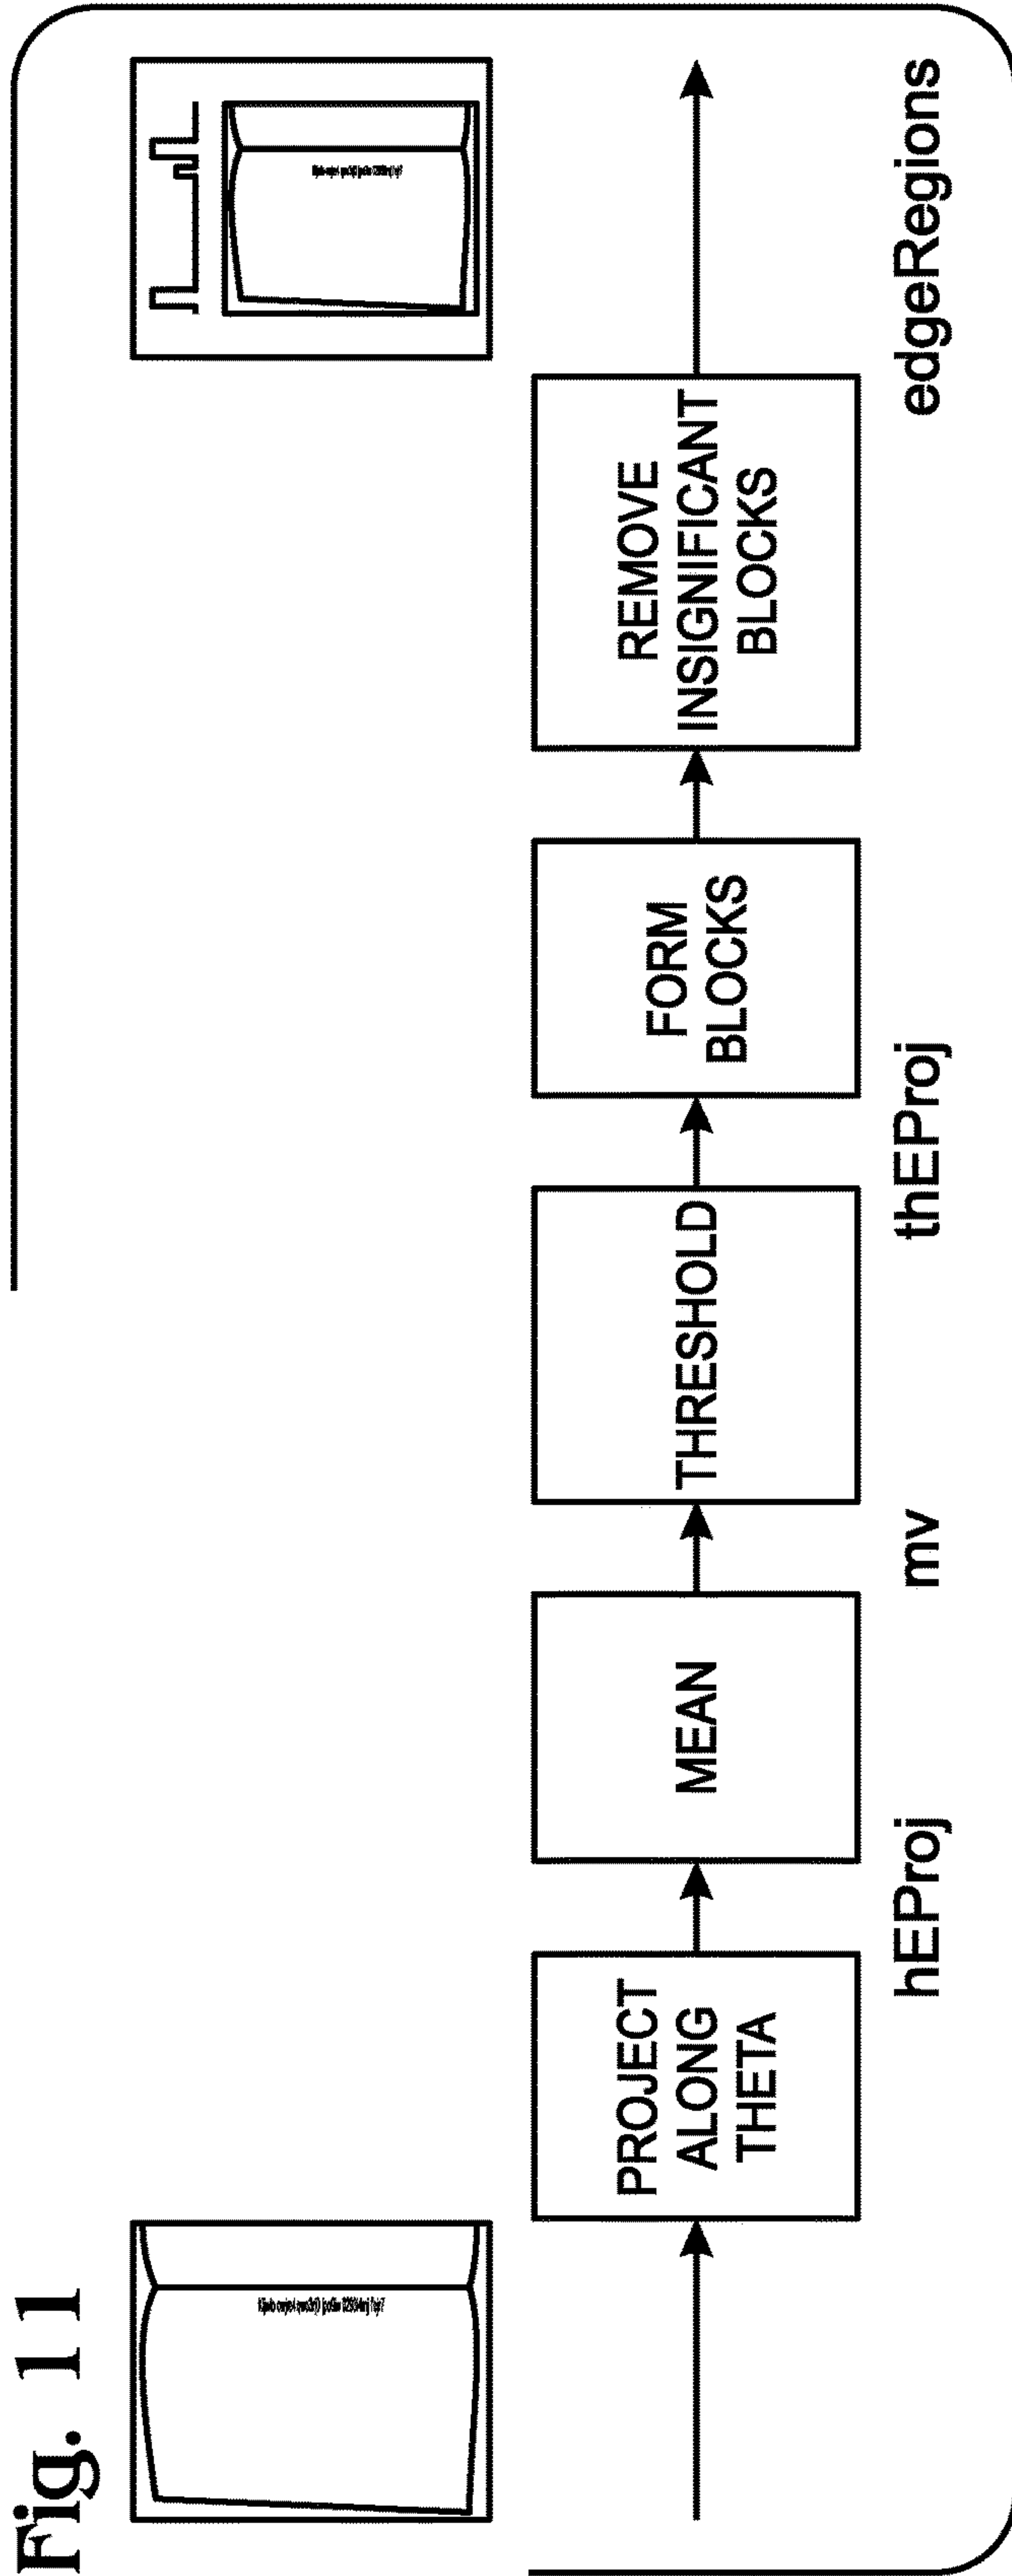 Fig. 11
PROJECT
ALONG
THETA
MEAN
THRESHOLD
FORM
BLOCKS
REMOVE
INSIGNIFICANT
BLOCKS
hEProj
mv
thEProj
edgeRegions